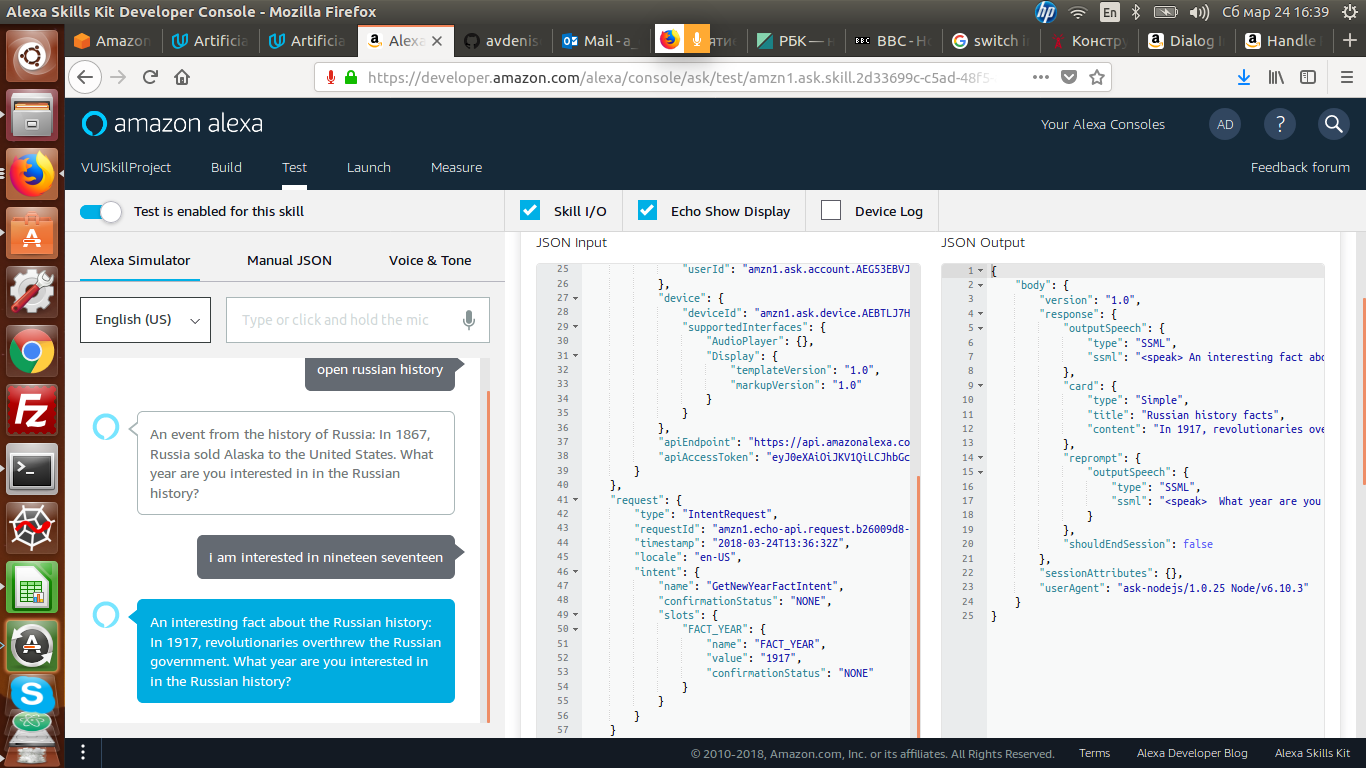 Alexa Skills Kit Developer Console - Mozilla Firefox
En
Сб мар 24 16:39
Amazon
Artificia
Artificia
Alexa
avdenis
Mail - a_
РБК — н
BBC - Ho
switch i
Констру
Dialog I
Handle
https://developer.amazon.com/alexa/console/ask/test/amzn1.ask.skill.2d33699c-c5ad-48f5-
amazon alexa
Your Alexa Consoles
AD
?
VUISkillProject
Build
Test
Launch
Measure
Feedback forum
Test is enabled for this skill
Skill I/O
Echo Show Display
Device Log
Alexa Simulator
Manual JSON
Voice & Tone
English (US)
Type or click and hold the mic
open russian history
An event from the history of Russia: In 1867,
Russia sold Alaska to the United States. What
year are you interested in in the Russian
history?
i am interested in nineteen seventeen
An interesting fact about the Russian history:
In 1917, revolutionaries overthrew the Russian
government. What year are you interested in
in the Russian history?
JSON Input
25 "userId": "amzn1.ask.account.AEG53EBVJ
26 },
27 "device": {
28 "deviceId": "amzn1.ask.device.AEBTLJ7H
29 "supportedInterfaces": {
30 "AudioPlayer": {},
31 "Display": {
32 "templateVersion": "1.0",
33 "markupVersion": "1.0"
34 }
35 }
36 },
37 "apiEndpoint": "https://api.amazonalexa.co
38 "apiAccessToken": "eyJ0eXAiOiJKV1QiLCJhbGc
39 }
40 },
41 "request": {
42 "type": "IntentRequest",
43 "requestId": "amzn1.echo-api.request.b26009d8-
44 "timestamp": "2018-03-24T13:36:32Z",
45 "locale": "en-US",
46 "intent": {
47 "name": "GetNewYearFactIntent",
48 "confirmationStatus": "NONE",
49 "slots": {
50 "FACT_YEAR": {
51 "name": "FACT_YEAR",
52 "value": "1917",
53 "confirmationStatus": "NONE"
54 }
55 }
56 }
57 }
JSON Output
1 {
2 "body": {
3 "version": "1.0",
4 "response": {
5 "outputSpeech": {
6 "type": "SSML",
7 "ssml": "<speak> An interesting fact abo
8 },
9 "card": {
10 "type": "Simple",
11 "title": "Russian history facts",
12 "content": "In 1917, revolutionaries ove
13 },
14 "reprompt": {
15 "outputSpeech": {
16 "type": "SSML",
17 "ssml": "<speak>  What year are you
18 }
19 },
20 "shouldEndSession": false
21 },
22 "sessionAttributes": {},
23 "userAgent": "ask-nodejs/1.0.25 Node/v6.10.3"
24 }
25 }
© 2010-2018, Amazon.com, Inc. or its affiliates. All Rights Reserved.
Terms
Alexa Developer Blog
Alexa Skills Kit